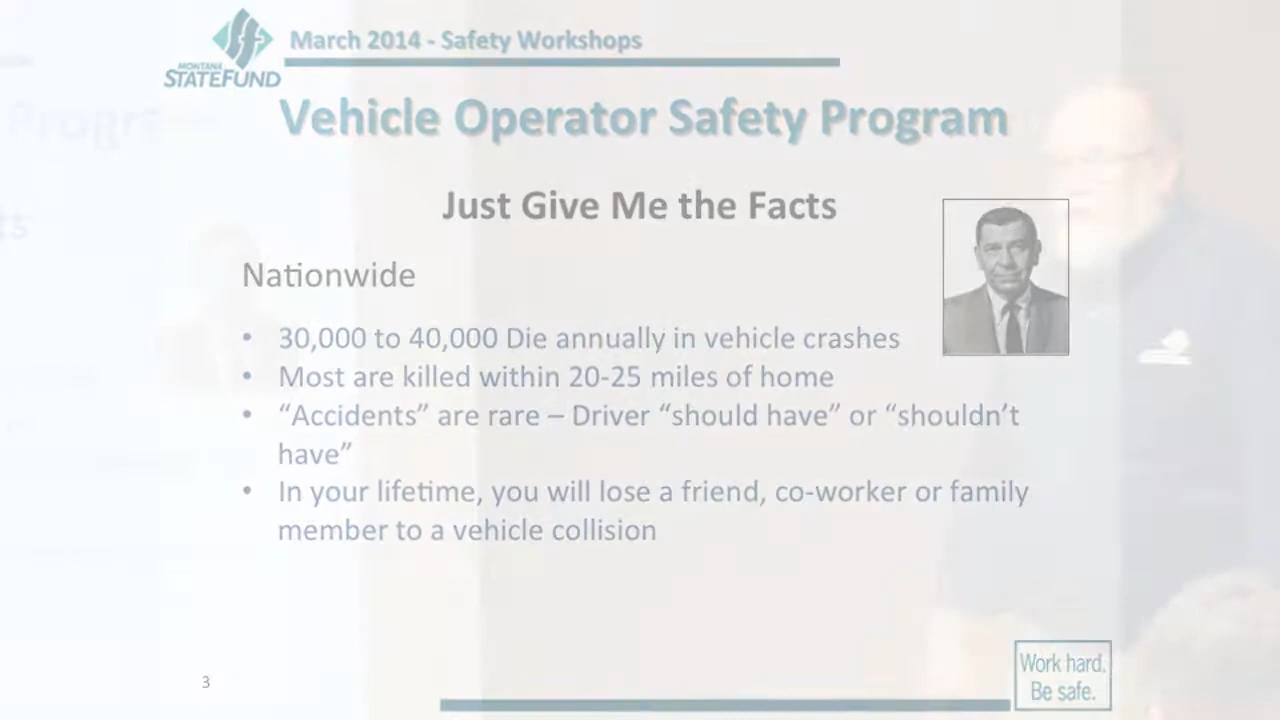 March 2014 - Safety Workshops
MONTANA
STATEFUND
Vehicle Operator Safety Program
Just Give Me the Facts
Nationwide
• 30,000 to 40,000 Die annually in vehicle crashes
• Most are killed within 20-25 miles of home
• “Accidents” are rare – Driver “should have” or “shouldn’t
have”
• In your lifetime, you will lose a friend, co-worker or family
member to a vehicle collision
3
Work hard.
Be safe.